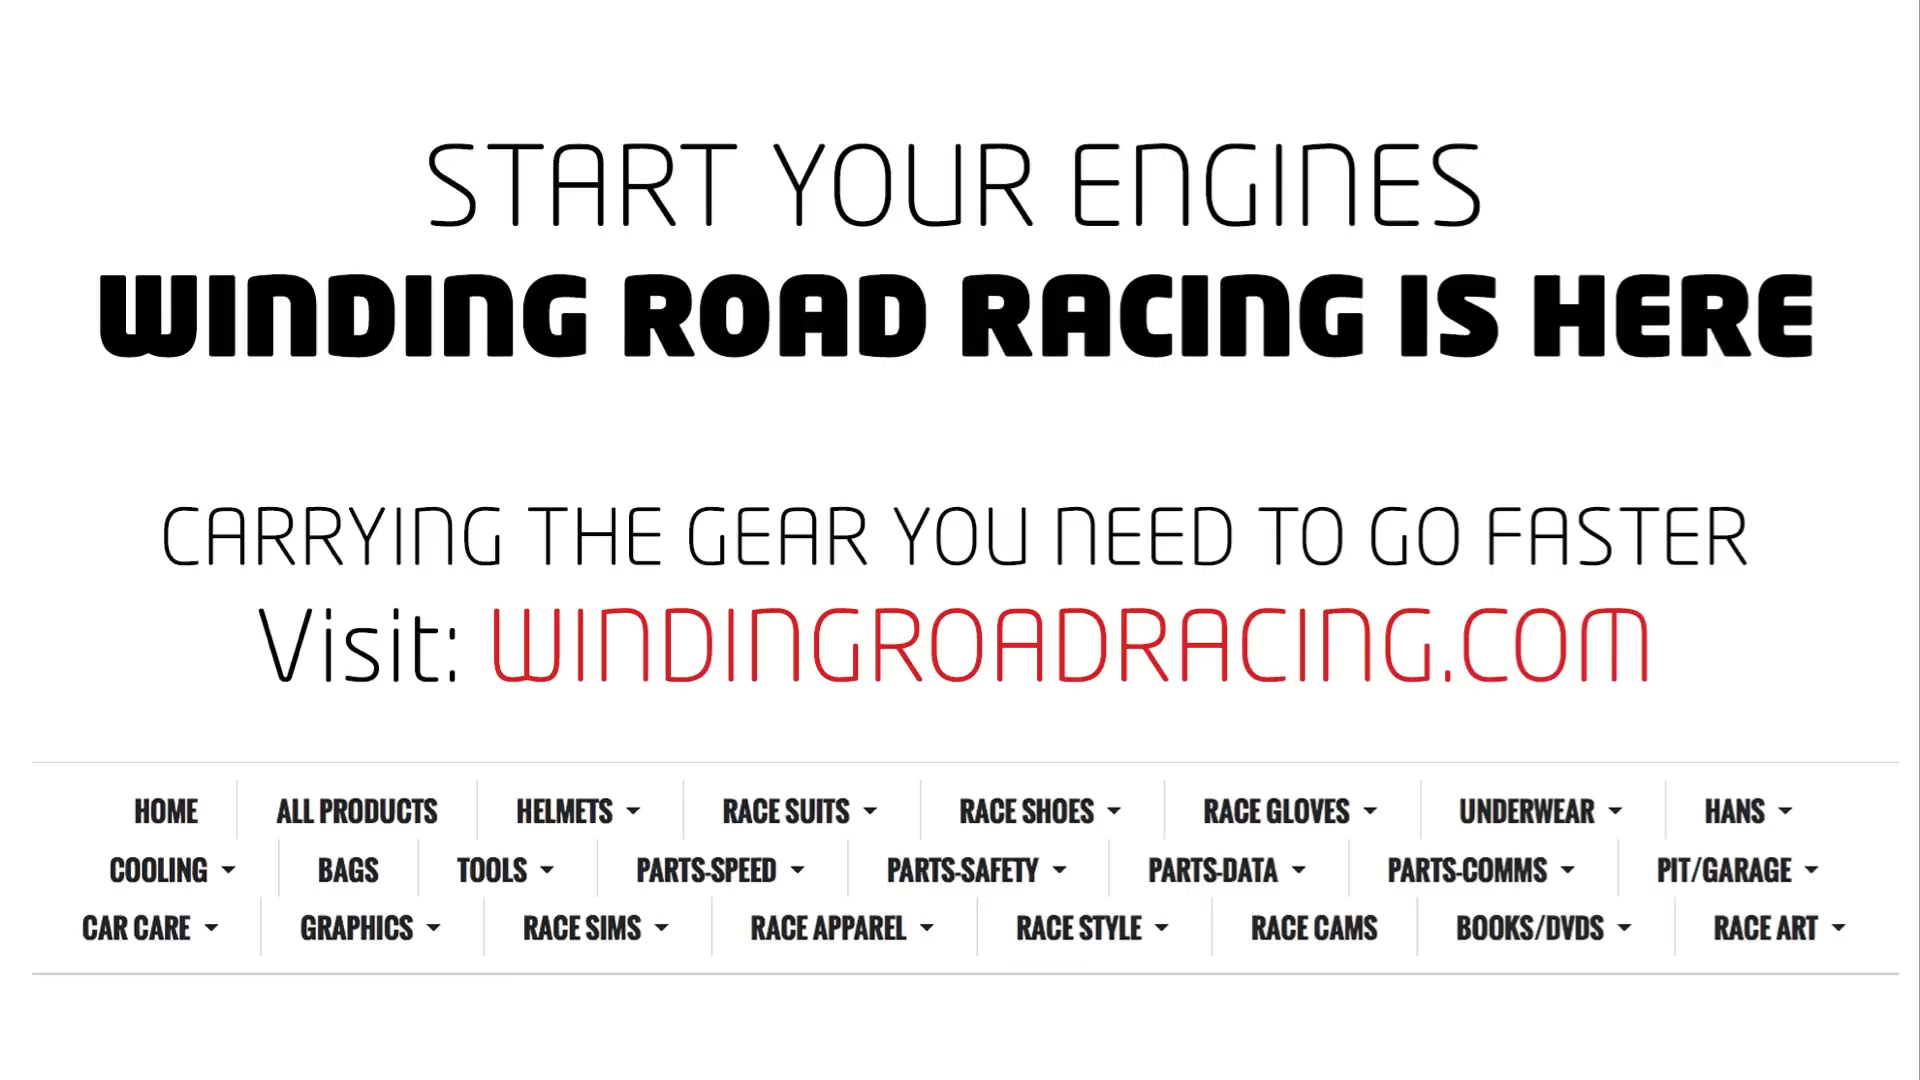 START YOUR ENGINES
WINDING ROAD RACING IS HERE
CARRYING THE GEAR YOU NEED TO GO FASTER
Visit: WINDINGROADRACING.COM
HOME ALL PRODUCTS HELMETS RACE SUITS RACE SHOES RACE GLOVES UNDERWEAR HANS
COOLING BAGS TOOLS PARTS-SPEED PARTS-SAFETY PARTS-DATA PARTS-COMMS PIT/GARAGE
CAR CARE GRAPHICS RACE SIMS RACE APPAREL RACE STYLE RACE CAMS BOOKS/DVDS RACE ART